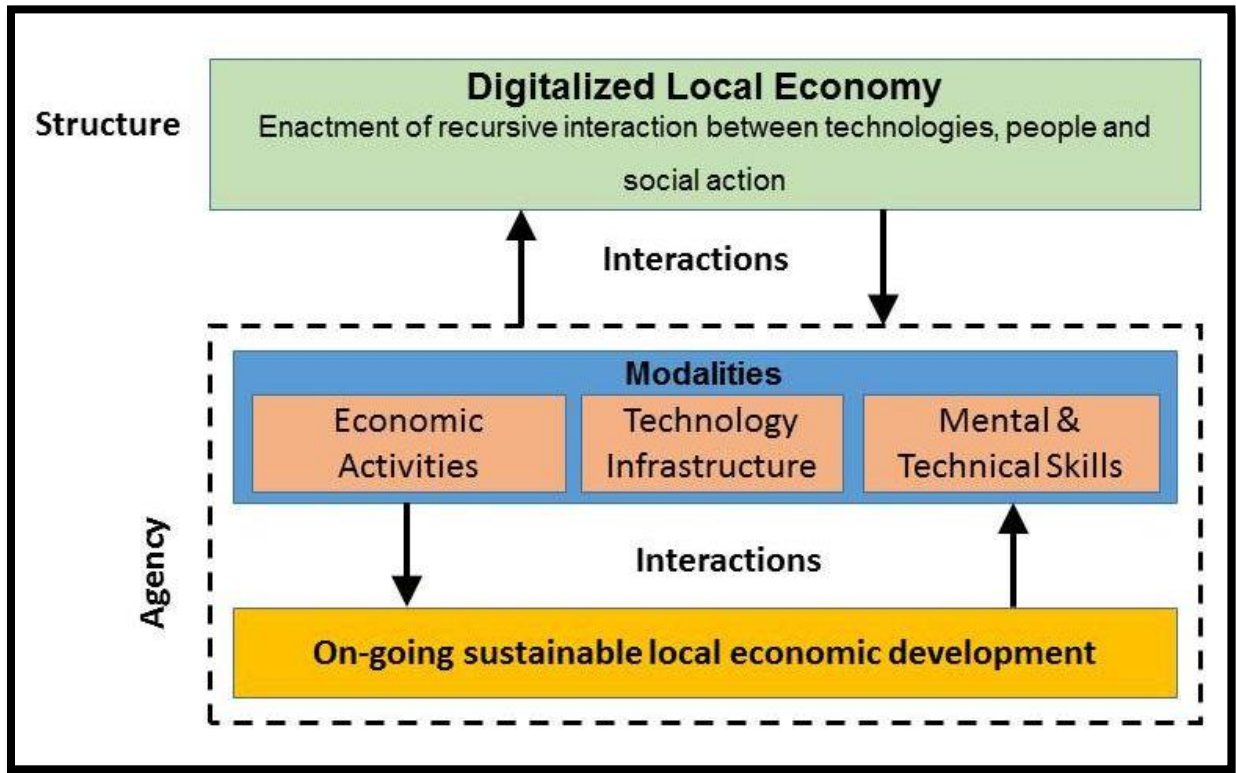 Digitalized Local Economy
Structure
Enactment of recursive interaction between technologies, people and
social action
Interactions
Modalities
Economic
Activities
Technology
Infrastructure
Mental &
Technical Skills
Agency
Interactions
On-going sustainable local economic development